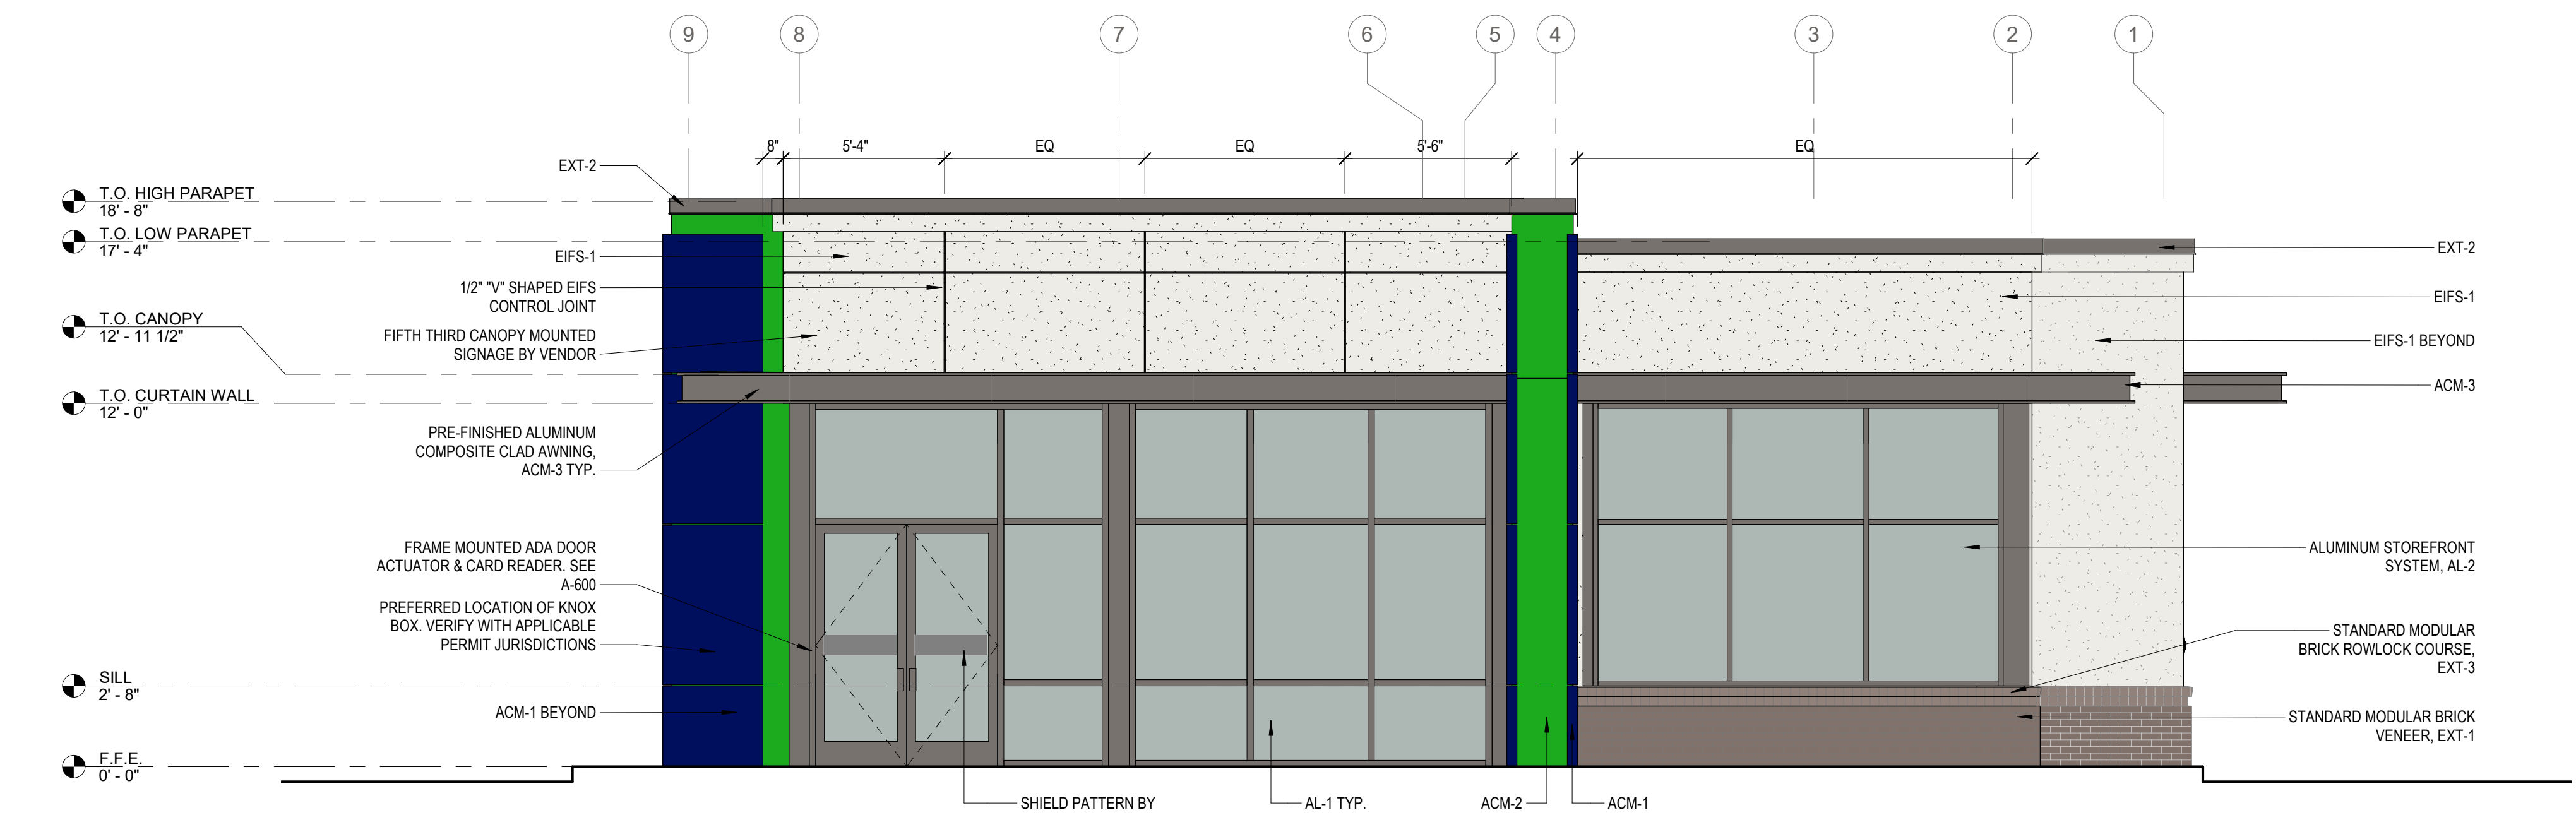 9
8
7
6
5
4
3
2
1
8"
5'-4"
EQ
EQ
5'-6"
EQ
T.O. HIGH PARAPET
18' - 8"
T.O. LOW PARAPET
17' - 4"
T.O. CANOPY
12' - 11 1/2"
T.O. CURTAIN WALL
12' - 0"
SILL
2' - 8"
F.F.E.
0' - 0"
EXT-2
EIFS-1
1/2" "V" SHAPED EIFS
CONTROL JOINT
FIFTH THIRD CANOPY MOUNTED
SIGNAGE BY VENDOR
PRE-FINISHED ALUMINUM
COMPOSITE CLAD AWNING,
ACM-3 TYP.
FRAME MOUNTED ADA DOOR
ACTUATOR & CARD READER. SEE
A-600
PREFERRED LOCATION OF KNOX
BOX. VERIFY WITH APPLICABLE
PERMIT JURISDICTIONS
ACM-1 BEYOND
SHIELD PATTERN BY
AL-1 TYP.
ACM-2
ACM-1
EXT-2
EIFS-1
EIFS-1 BEYOND
ACM-3
ALUMINUM STOREFRONT
SYSTEM, AL-2
STANDARD MODULAR
BRICK ROWLOCK COURSE,
EXT-3
STANDARD MODULAR BRICK
VENEER, EXT-1